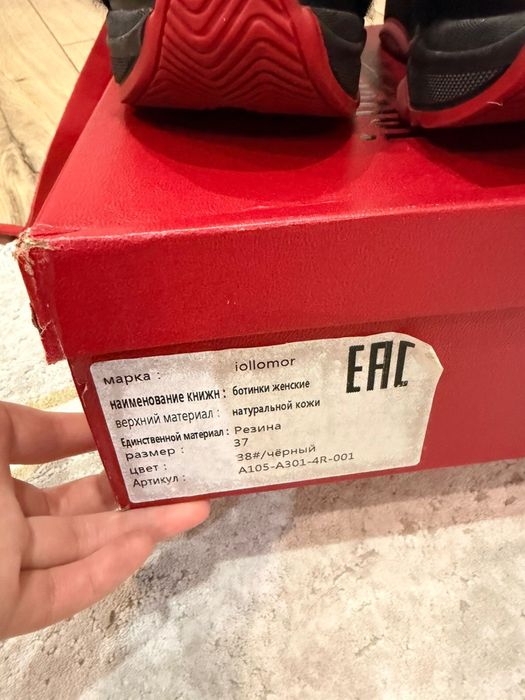 марка : iollomor
EAC
наименование книжн : ботинки женские
верхний материал : натуральной кожи
Единственной материал : Резина
размер : 37
цвет : 38#/чёрный
Артикул : A105-A301-4R-001